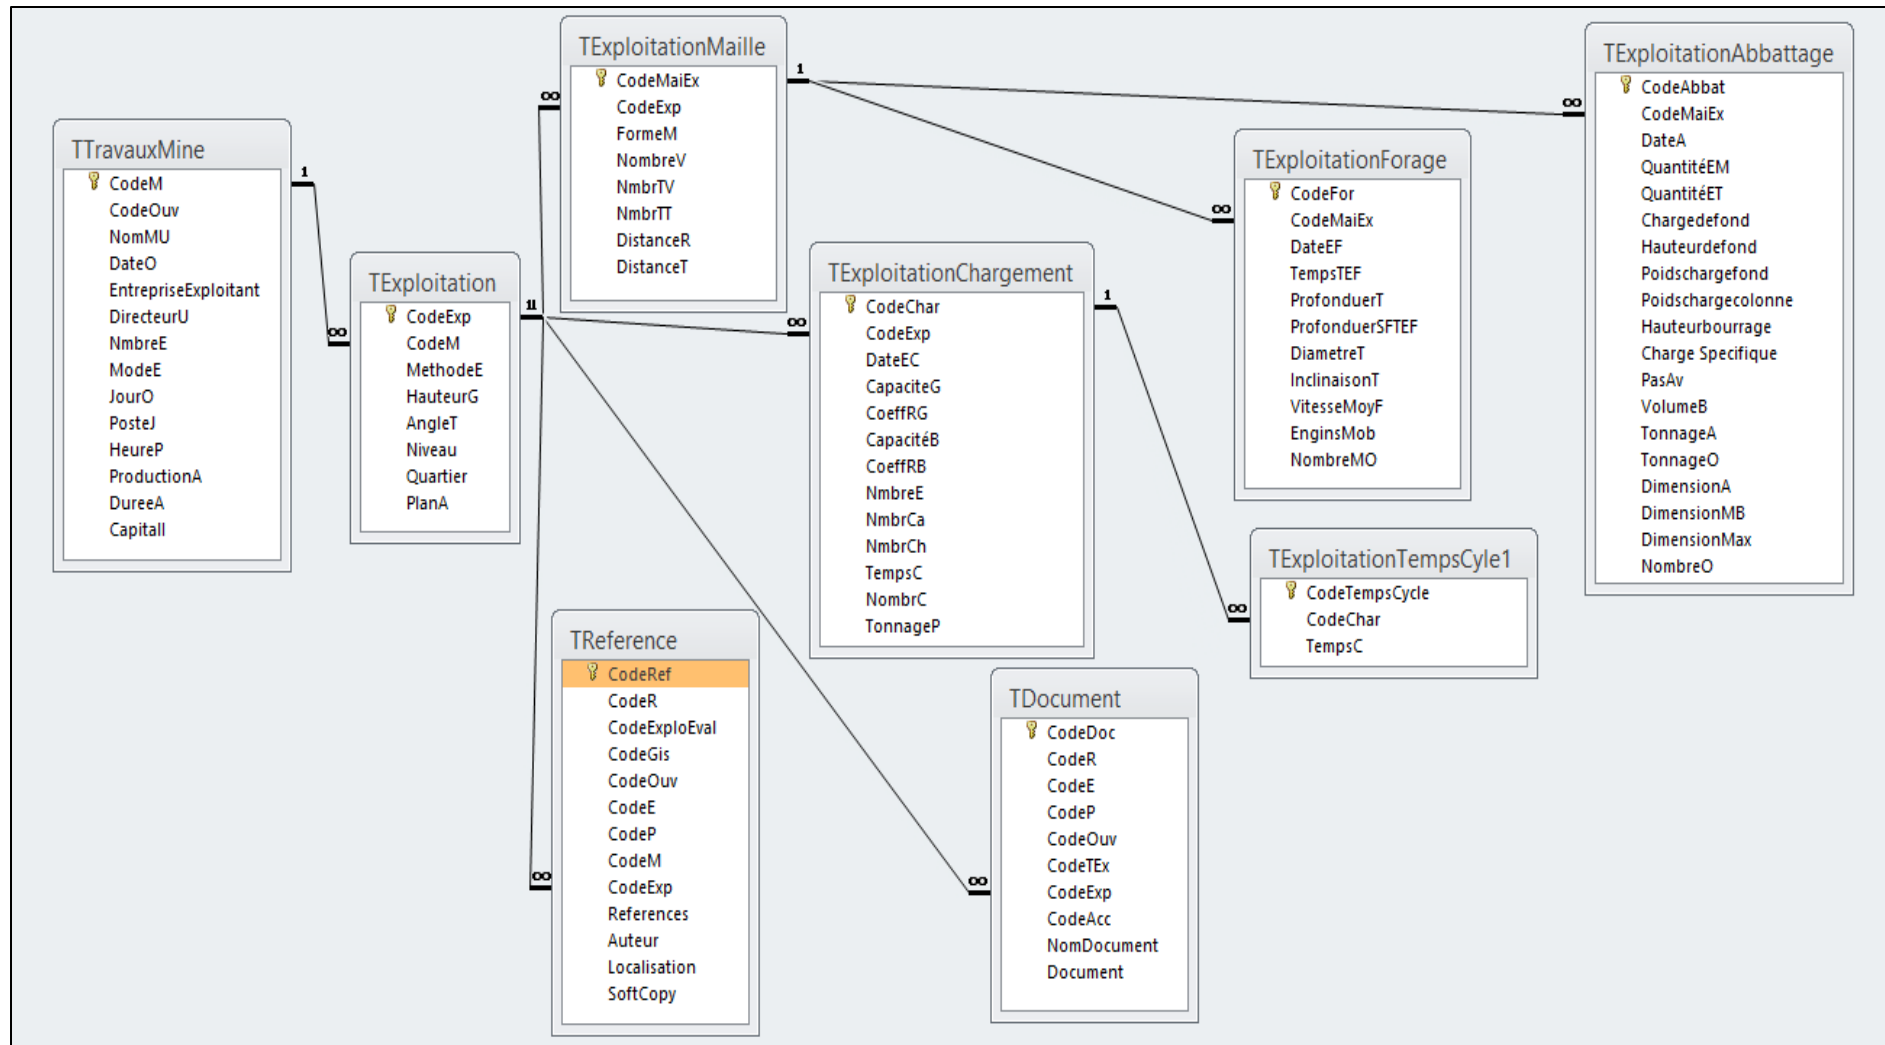 TTravauxMine
CodeM
CodeOuv
NomMU
DateO
EntrepriseExploitant
DirecteurU
NmbreE
ModeE
JourO
PosteJ
HeureP
ProductionA
DureeA
CapitalI
1
∞
TExploitation
CodeExp
CodeM
MethodeE
HauteurG
AngleT
Niveau
Quartier
PlanA
11
∞
TExploitationMaille
CodeMaiEx
CodeExp
FormeM
NombreV
NmbrTV
NmbrTT
DistanceR
DistanceT
1
∞
TExploitationChargement
CodeChar
CodeExp
DateEC
CapaciteG
CoeffRG
CapacitéB
CoeffRB
NmbreE
NmbrCa
NmbrCh
TempsC
NombrC
TonnageP
1
∞
TReference
CodeRef
CodeR
CodeExploEval
CodeGis
CodeOuv
CodeE
CodeP
CodeM
CodeExp
References
Auteur
Localisation
SoftCopy
∞
TDocument
CodeDoc
CodeR
CodeE
CodeP
CodeOuv
CodeTEx
CodeExp
CodeAcc
NomDocument
Document
∞
TExploitationForage
CodeFor
CodeMaiEx
DateEF
TempsTEF
ProfonduerT
ProfonduerSFTEF
DiametreT
InclinaisonT
VitesseMoyF
EnginsMob
NombreMO
∞
TExploitationTempsCyle1
CodeTempsCycle
CodeChar
TempsC
∞
TExploitationAbbattage
CodeAbbat
CodeMaiEx
DateA
QuantitéEM
QuantitéET
Chargedefond
Hauteurdefond
Poidschargefond
Poidschargecolonne
Hauteurbourrage
Charge Specifique
PasAv
VolumeB
TonnageA
TonnageO
DimensionA
DimensionMB
DimensionMax
NombreO